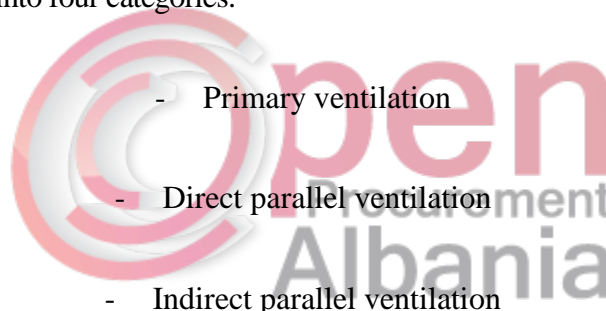 into four categories:
- Primary ventilation
Open
- Direct parallel ventilation
Procurement
Albania
- Indirect parallel ventilation